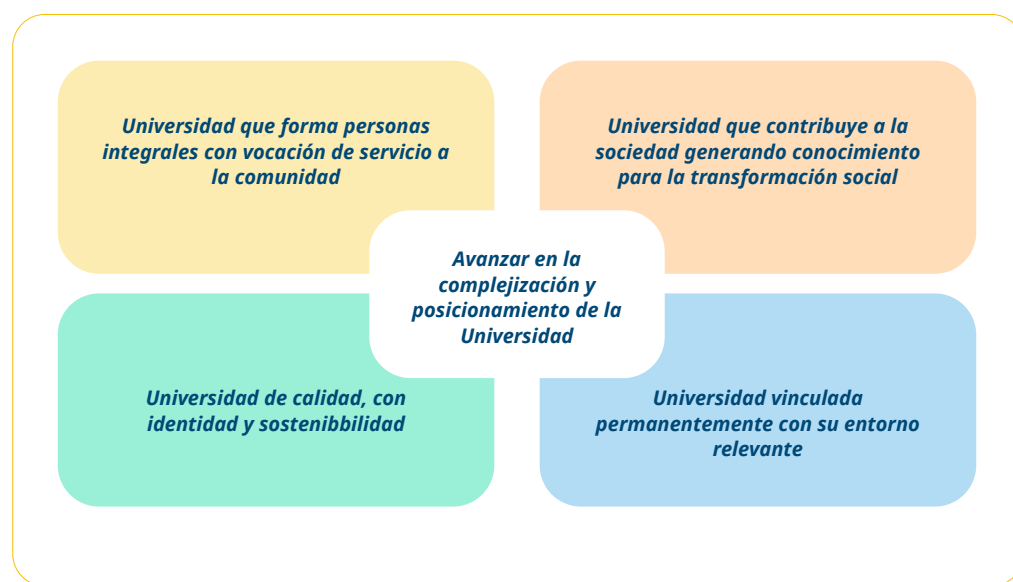 Universidad que forma personas
integrales con vocación de servicio a
la comunidad
Universidad que contribuye a la
sociedad generando conocimiento
para la transformación social
Avanzar en la
complejización y
posicionamiento de la
Universidad
Universidad de calidad, con
identidad y sostenibbilidad
Universidad vinculada
permanentemente con su entorno
relevante